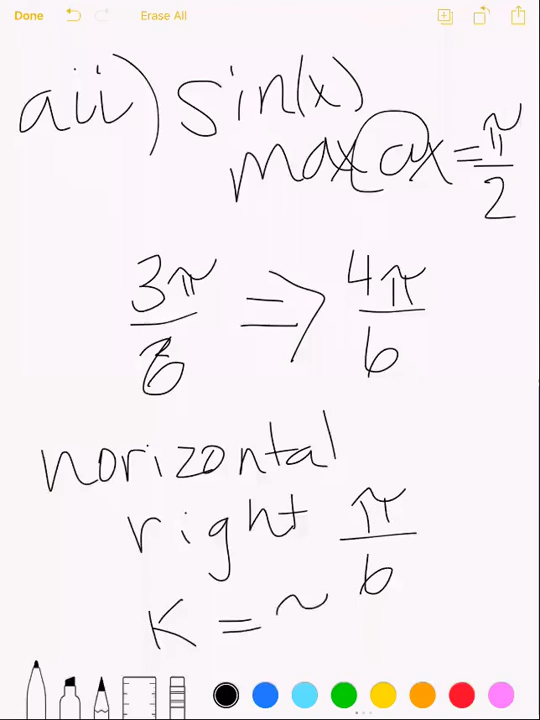 Done Erase All
aii) sin(x)
max @ x = π/2
3π/6 ⇒ 4π/6
horizontal
right π/6
K = ~